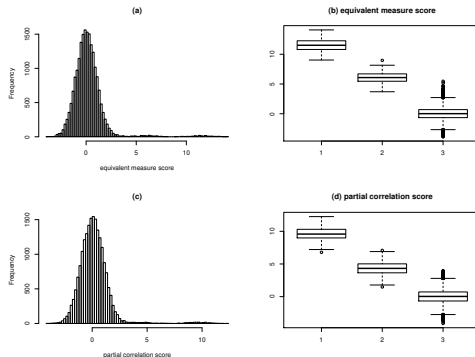 (a)
Frequency
0 500 1000 1500
0 5 10
equivalent measure score
(b) equivalent measure score
0 5 10
1 2 3
(c)
Frequency
0 500 1000 1500
0 5 10
partial correlation score
(d) partial correlation score
0 5 10
1 2 3